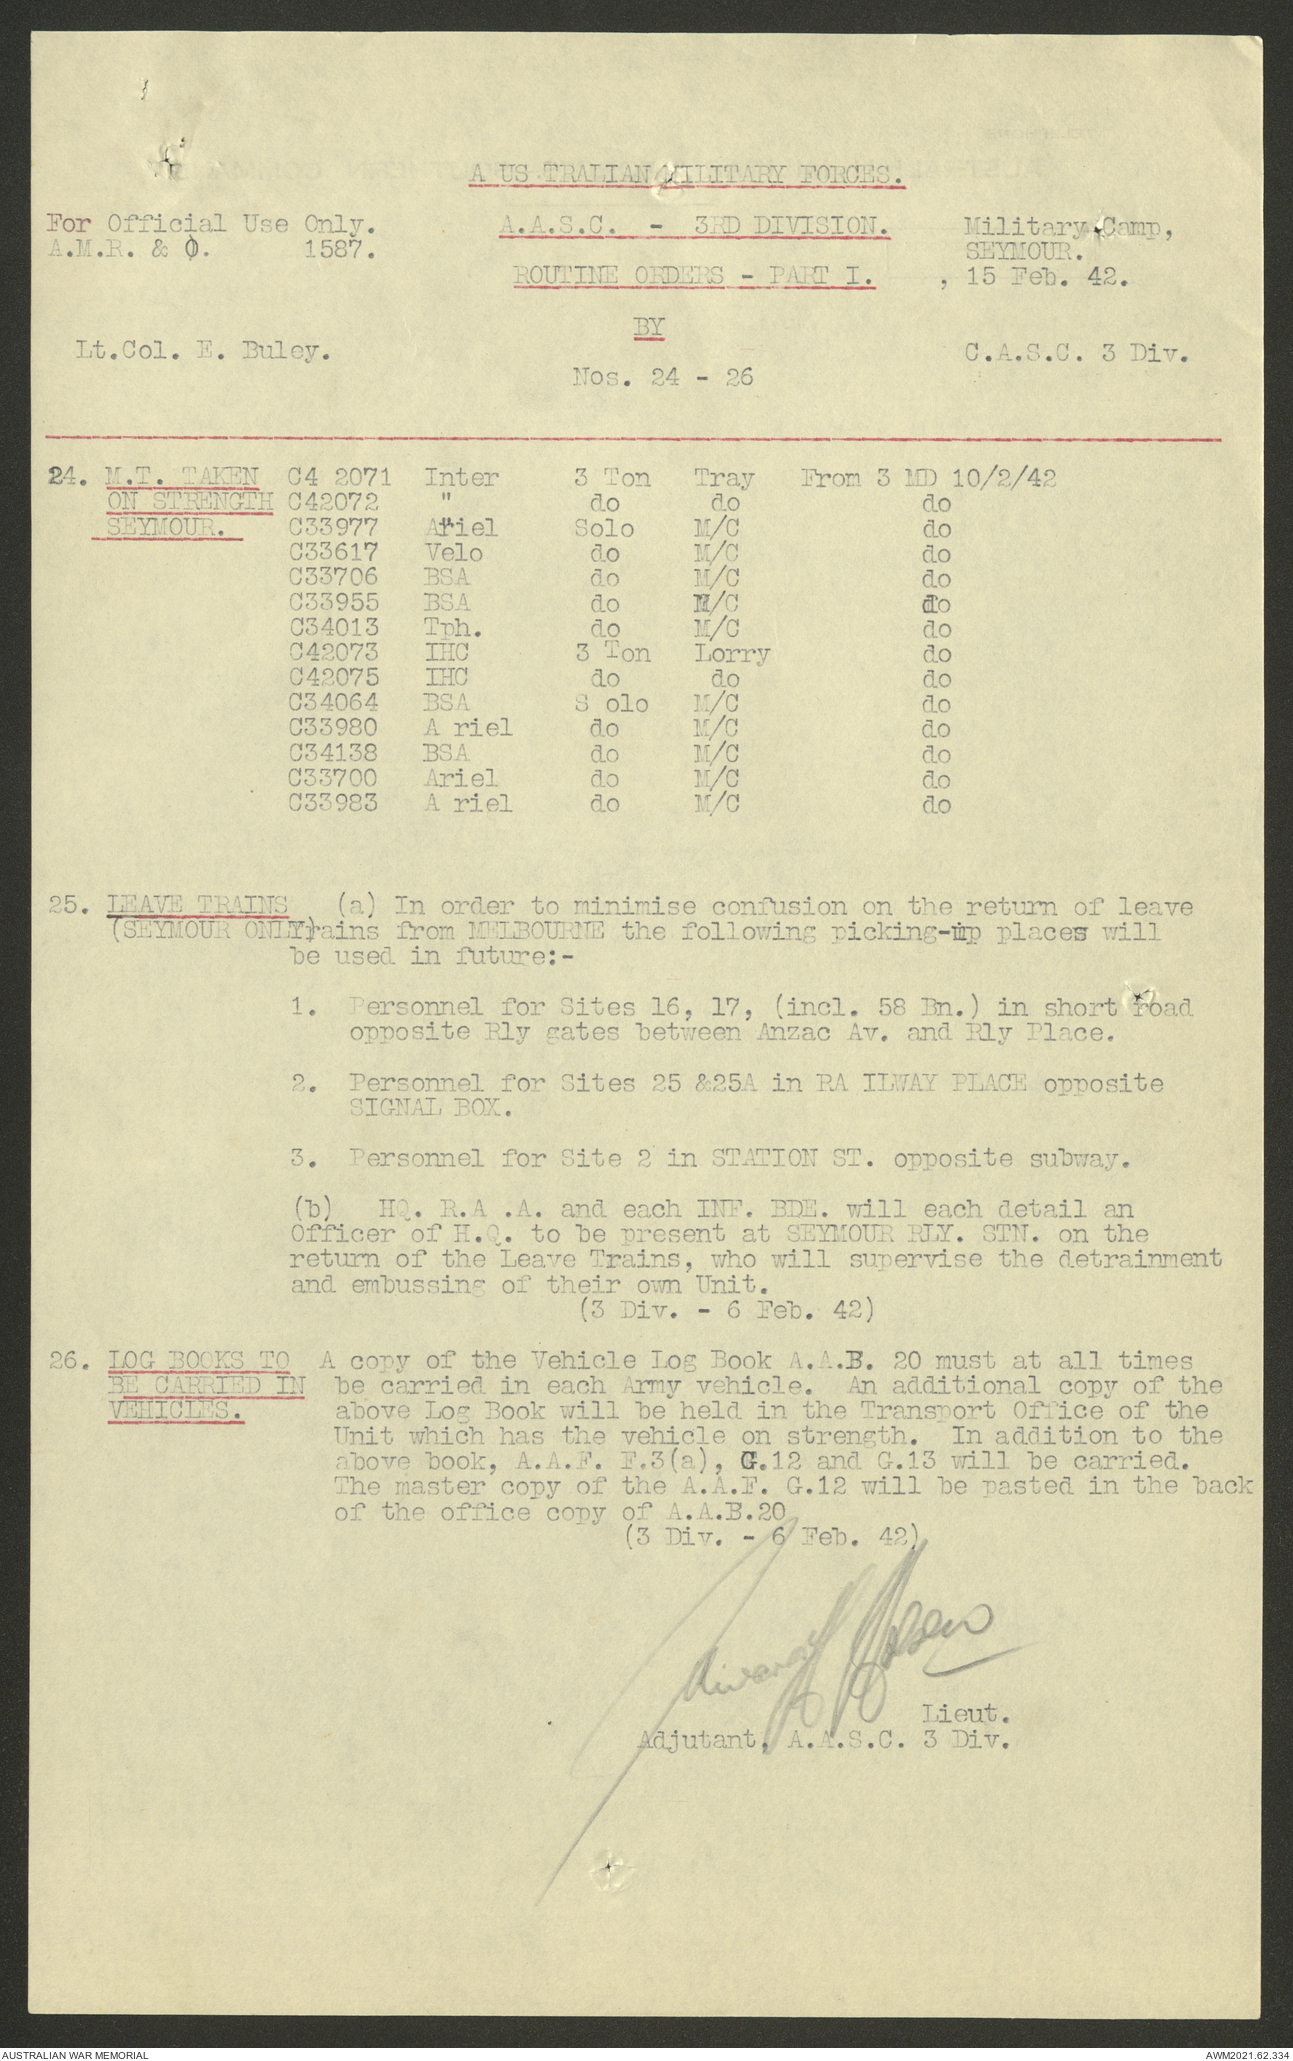 A US TRALIAN MILITARY FORCES.
For Official Use Only. A.A.S.C. - 3RD DIVISION. Military Camp,
A.M.R. & O. 1587. SEYMOUR.
ROUTINE ORDERS - PART I. , 15 Feb. 42.
BY
Lt.Col. E. Buley. C.A.S.C. 3 Div.
Nos. 24 - 26
24. M.T. TAKEN C4 2071 Inter 3 Ton Tray From 3 MD 10/2/42
ON STRENGTH C42072 " do do do
SEYMOUR. C33977 Ariel Solo M/C do
C33617 Velo do M/C do
C33706 BSA do M/C do
C33955 BSA do M/C do
C34013 Tph. do M/C do
C42073 IHC 3 Ton Lorry do
C42075 IHC do do do
C34064 BSA S olo M/C do
C33980 A riel do M/C do
C34138 BSA do M/C do
C33700 Ariel do M/C do
C33983 A riel do M/C do
25. LEAVE TRAINS (a) In order to minimise confusion on the return of leave
(SEYMOUR ONLY) trains from MELBOURNE the following picking-up places will
be used in future:-
1. Personnel for Sites 16, 17, (incl. 58 Bn.) in short road
opposite Rly gates between Anzac Av. and Rly Place.
2. Personnel for Sites 25 &25A in RA ILWAY PLACE opposite
SIGNAL BOX.
3. Personnel for Site 2 in STATION ST. opposite subway.
(b) HQ. R.A .A. and each INF. BDE. will each detail an
Officer of H.Q. to be present at SEYMOUR RLY. STN. on the
return of the Leave Trains, who will supervise the detrainment
and embussing of their own Unit.
(3 Div. - 6 Feb. 42)
26. LOG BOOKS TO A copy of the Vehicle Log Book A.A.B. 20 must at all times
BE CARRIED IN be carried in each Army vehicle. An additional copy of the
VEHICLES. above Log Book will be held in the Transport Office of the
Unit which has the vehicle on strength. In addition to the
above book, A.A.F. F.3(a), G.12 and G.13 will be carried.
The master copy of the A.A.F. G.12 will be pasted in the back
of the office copy of A.A.B.20
(3 Div. - 6 Feb. 42)
Lieut.
Adjutant, A.A.S.C. 3 Div.
AUSTRALIAN WAR MEMORIAL AWM2021.62.334